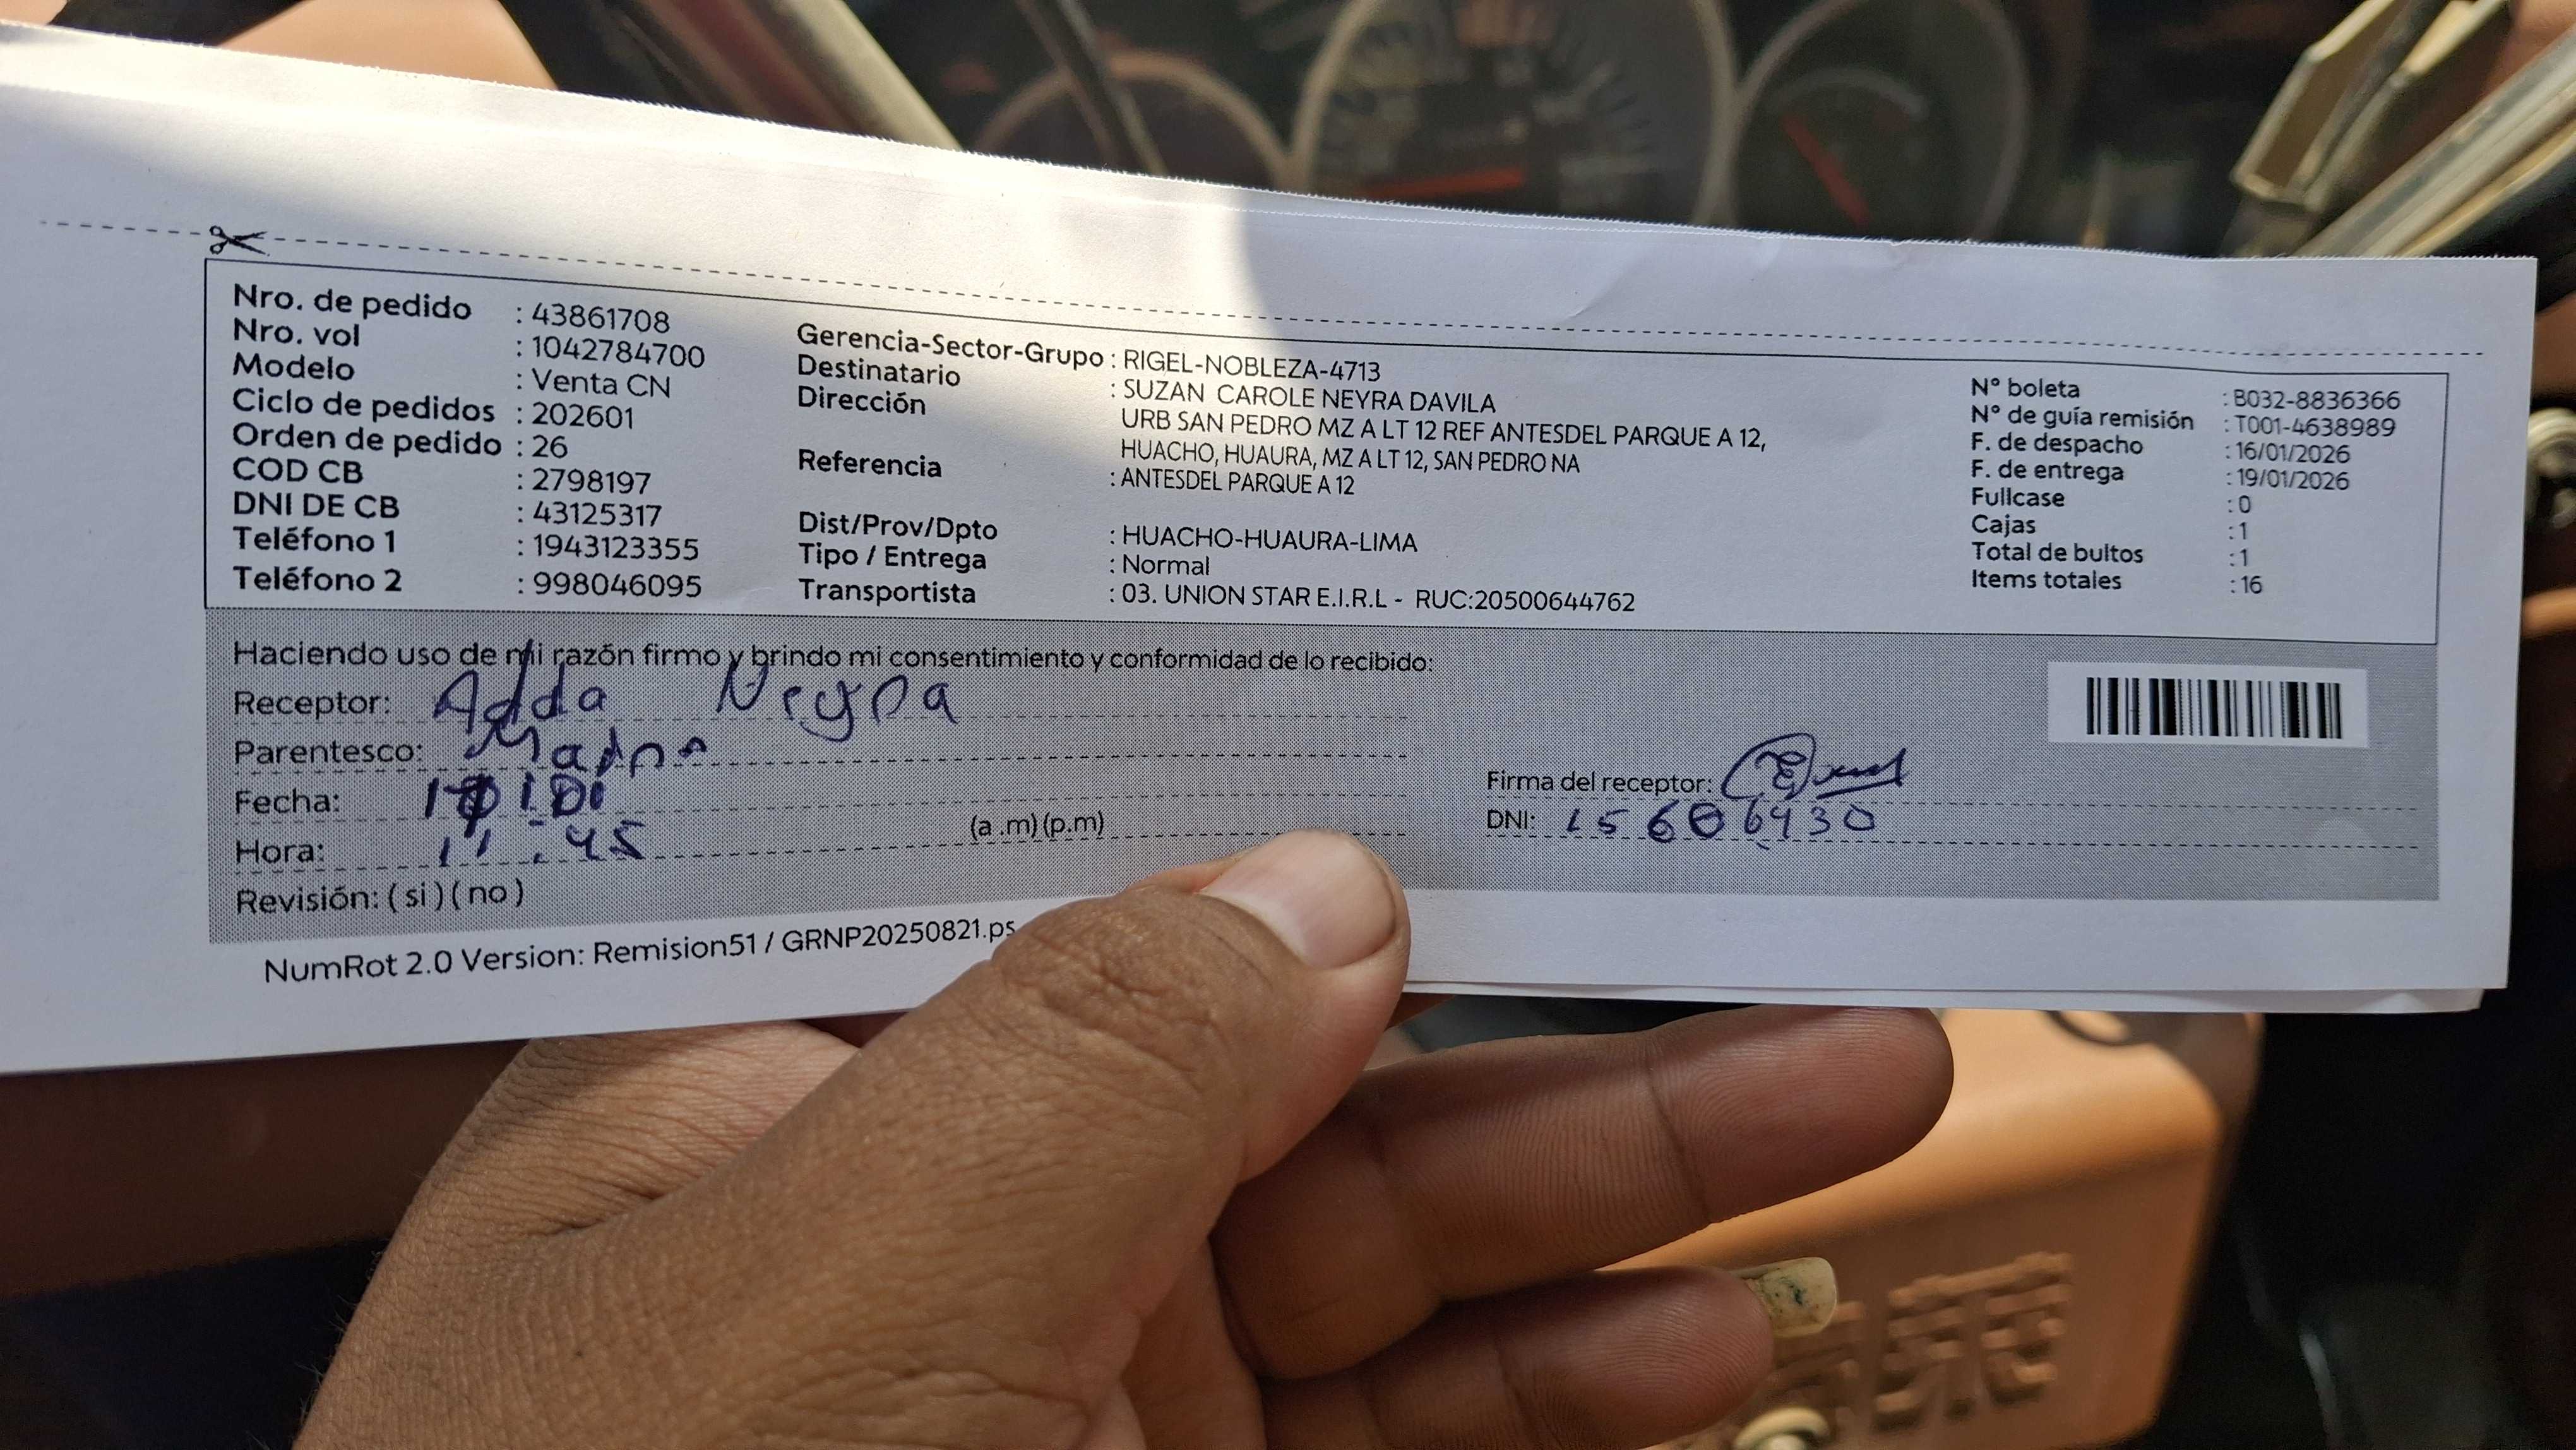 Nro. de pedido : 43861708
Nro. vol : 1042784700
Modelo : Venta CN
Ciclo de pedidos : 202601
Orden de pedido : 26
COD CB : 2798197
DNI DE CB : 43125317
Teléfono 1 : 1943123355
Teléfono 2 : 998046095
Gerencia-Sector-Grupo : RIGEL-NOBLEZA-4713
Destinatario : SUZAN CAROLE NEYRA DAVILA
Dirección URB SAN PEDRO MZ A LT 12 REF ANTESDEL PARQUE A 12,
HUACHO, HUAURA, MZ A LT 12, SAN PEDRO NA
Referencia : ANTESDEL PARQUE A 12
Dist/Prov/Dpto : HUACHO-HUAURA-LIMA
Tipo / Entrega : Normal
Transportista : 03. UNION STAR E.I.R.L - RUC:20500644762
N° boleta : B032-8836366
N° de guía remisión : T001-4638989
F. de despacho : 16/01/2026
F. de entrega : 19/01/2026
Fullcase : 0
Cajas : 1
Total de bultos : 1
Items totales : 16
Haciendo uso de mi razón firmo y brindo mi consentimiento y conformidad de lo recibido:
Receptor: Adda Neyra
Parentesco: Madre
Fecha:
Hora: 11:45 (a .m) (p.m)
Revisión: ( si ) ( no )
Firma del receptor:
DNI: 15606930
NumRot 2.0 Version: Remision51 / GRNP20250821.ps